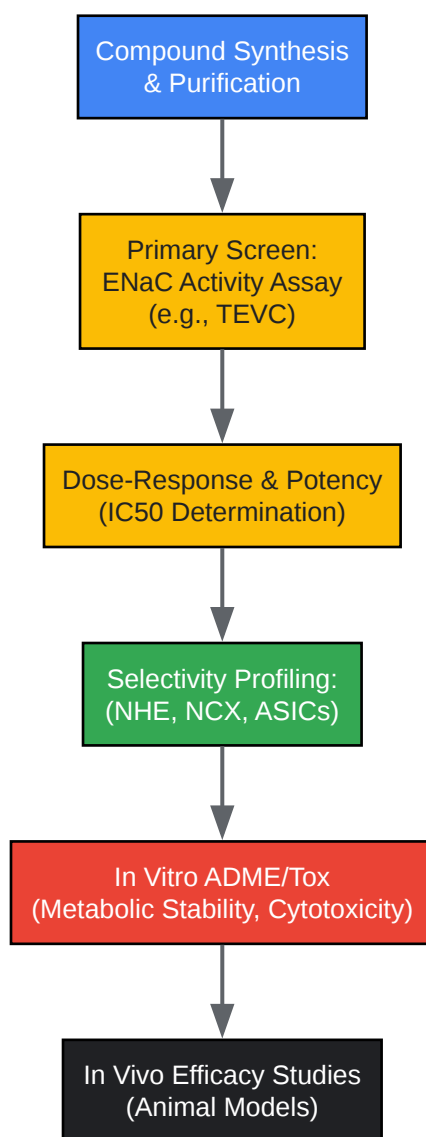 Compound Synthesis
& Purification
Primary Screen:
ENaC Activity Assay
(e.g., TEVC)
Dose-Response & Potency
(IC50 Determination)
Selectivity Profiling:
(NHE, NCX, ASICs)
In Vitro ADME/Tox
(Metabolic Stability, Cytotoxicity)
In Vivo Efficacy Studies
(Animal Models)